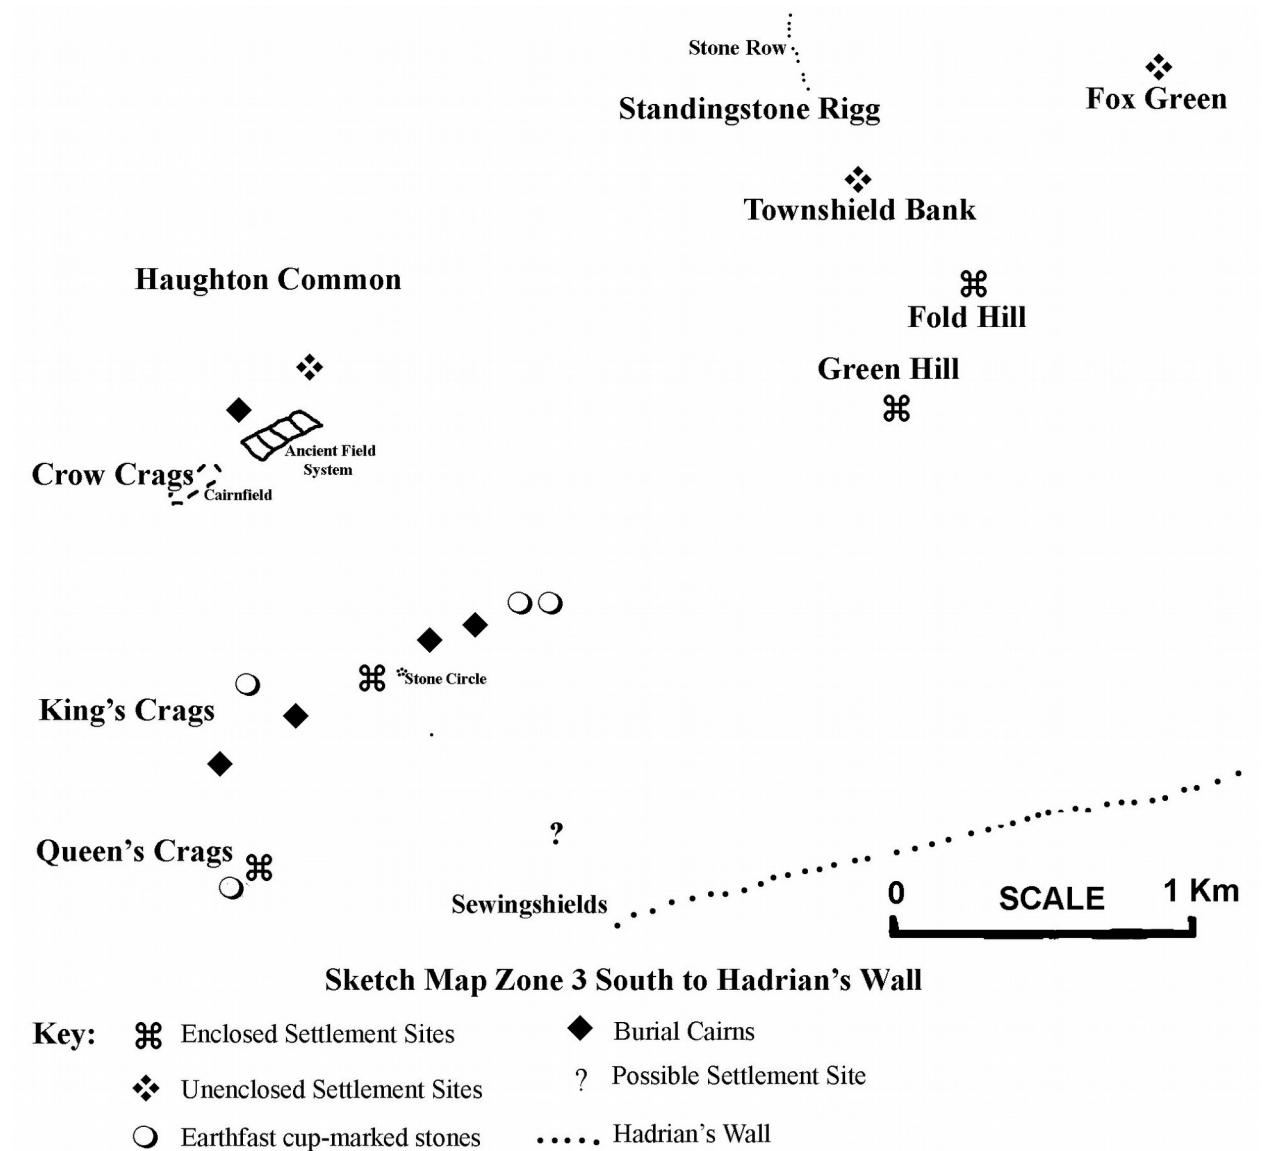 Stone Row
Standingstone Rigg
Fox Green
Townshield Bank
Haughton Common
Fold Hill
Green Hill
Ancient Field
System
Crow Crags
Cairnfield
Stone Circle
King's Crags
?
Queen's Crags
Sewingshields
0 SCALE 1 Km
Sketch Map Zone 3 South to Hadrian's Wall
Key:
Enclosed Settlement Sites
Burial Cairns
Unenclosed Settlement Sites
? Possible Settlement Site
Earthfast cup-marked stones
Hadrian's Wall